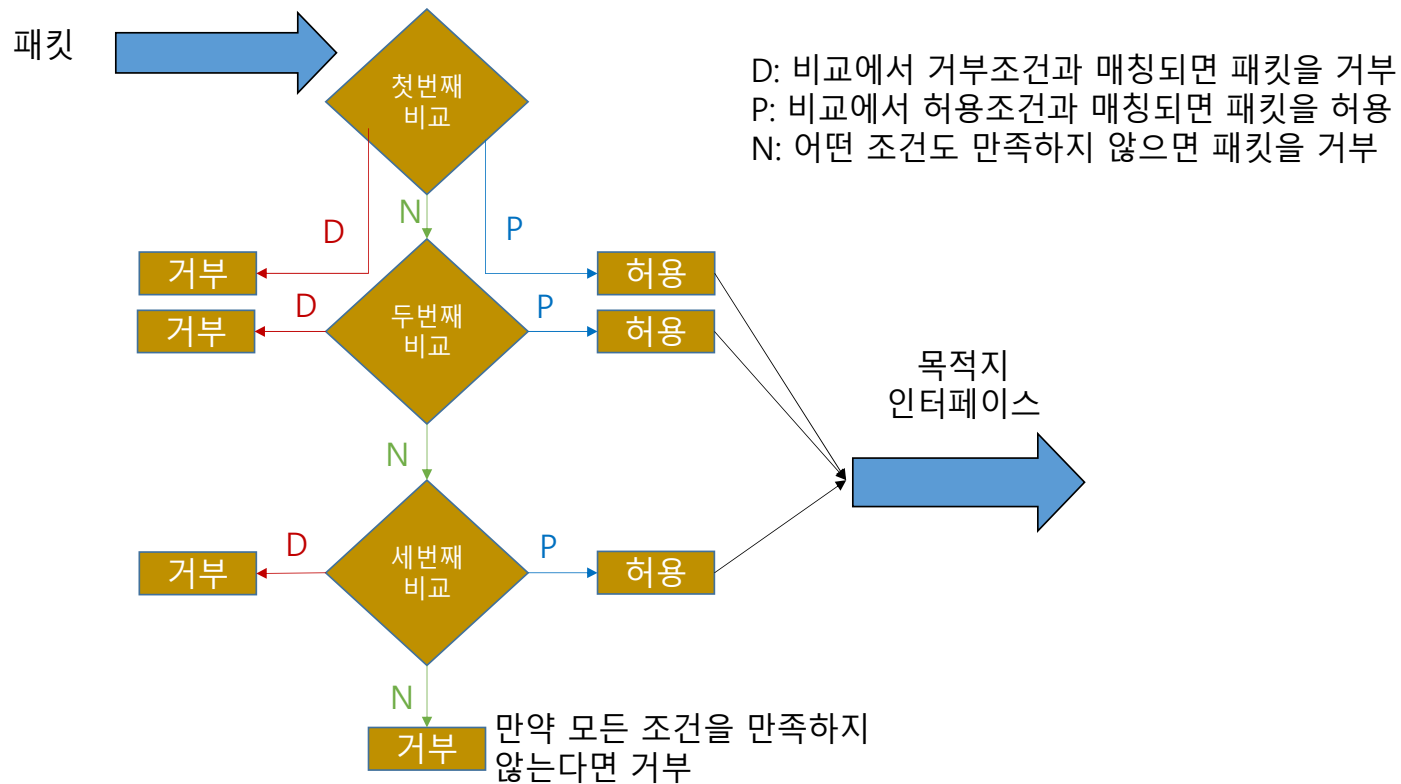 패킷
첫번째
비교
D: 비교에서 거부조건과 매칭되면 패킷을 거부
P: 비교에서 허용조건과 매칭되면 패킷을 허용
N: 어떤 조건도 만족하지 않으면 패킷을 거부
N
D
P
거부
허용
D
P
거부
두번째
비교
허용
목적지
인터페이스
N
D
P
거부
세번째
비교
허용
N
거부
만약 모든 조건을 만족하지
않는다면 거부